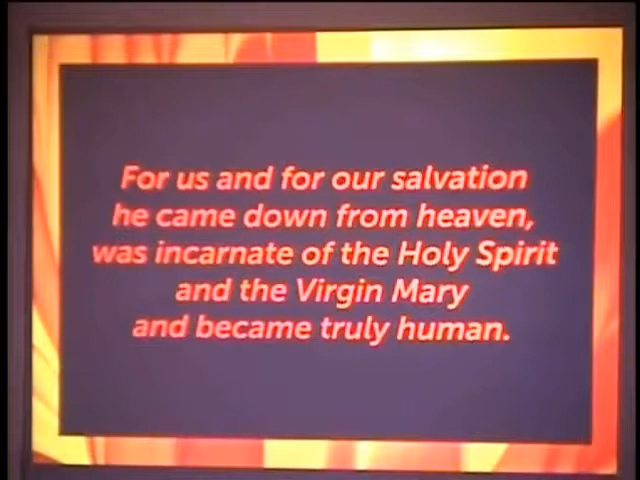 For us and for our salvation
he came down from heaven,
was incarnate of the Holy Spirit
and the Virgin Mary
and became truly human.